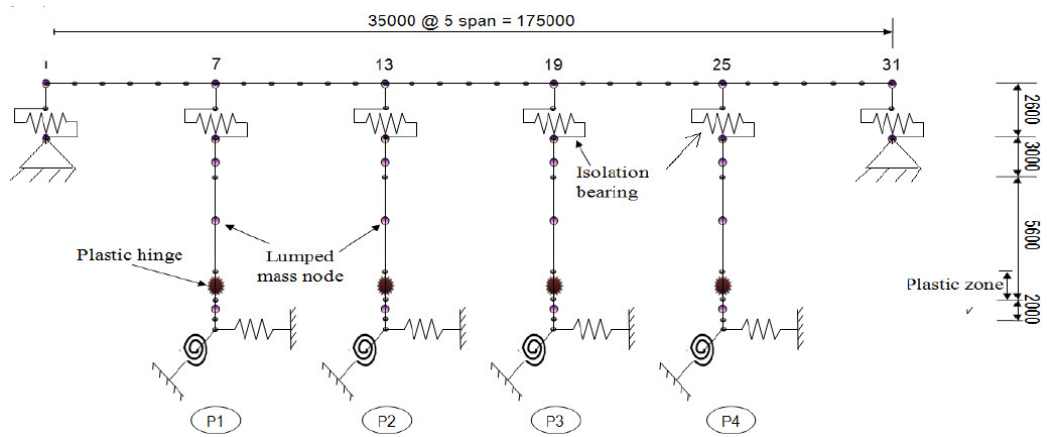 35000 @ 5 span = 175000
7
13
19
25
31
2600
3000
Isolation
bearing
5600
Plastic hinge
Lumped
mass node
Plastic zone
2000
P1
P2
P3
P4